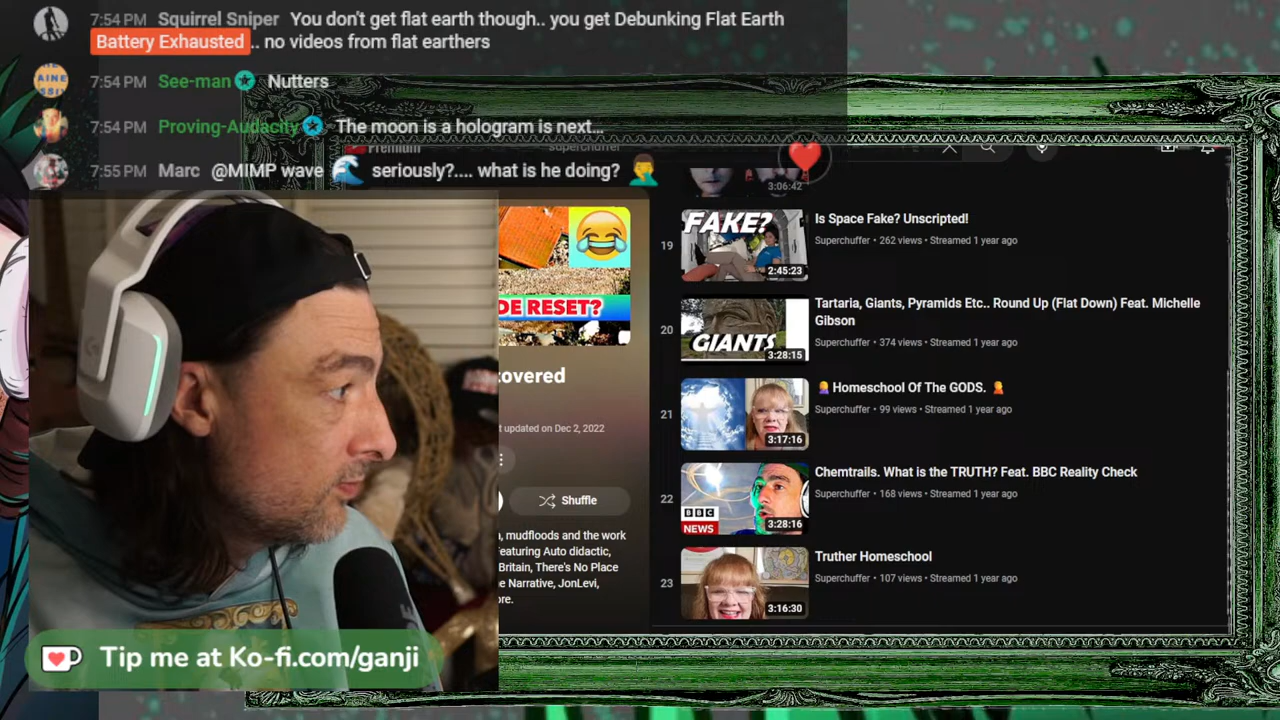 7:54 PM Squirrel Sniper You don't get flat earth though.. you get Debunking Flat Earth
Battery Exhausted .. no videos from flat earthers
7:54 PM See-man Nutters
7:54 PM Proving-Audacity The moon is a hologram is next...
Premium
superchuffer
7:55 PM Marc @MIMP wave 🌊 seriously?.... what is he doing? 🤦
3:06:42
DE RESET?
covered
t updated on Dec 2, 2022
Shuffle
, mudfloods and the work
eaturing Auto didactic,
Britain, There's No Place
e Narrative, JonLevi,
re.
19
FAKE?
2:45:23
Is Space Fake? Unscripted!
Superchuffer • 262 views • Streamed 1 year ago
20
GIANTS
3:28:15
Tartaria, Giants, Pyramids Etc.. Round Up (Flat Down) Feat. Michelle
Gibson
Superchuffer • 374 views • Streamed 1 year ago
21
3:17:16
Homeschool Of The GODS.
Superchuffer • 99 views • Streamed 1 year ago
22
BBC
NEWS
3:28:16
Chemtrails. What is the TRUTH? Feat. BBC Reality Check
Superchuffer • 168 views • Streamed 1 year ago
23
3:16:30
Truther Homeschool
Superchuffer • 107 views • Streamed 1 year ago
Tip me at Ko-fi.com/ganji